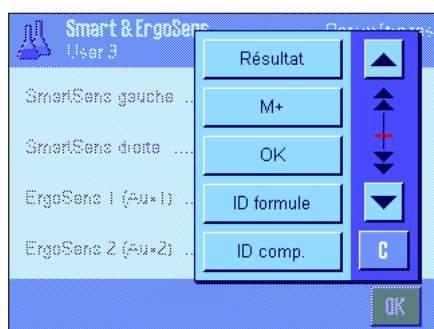 Smart & ErgoSens
User 3
Résultat
SmartSens gauche ..
M+
SmartSens droite ....
OK
ErgoSens 1 (Aux1) ..
ID formule
ErgoSens 2 (Aux2) ..
ID comp.
C
OK